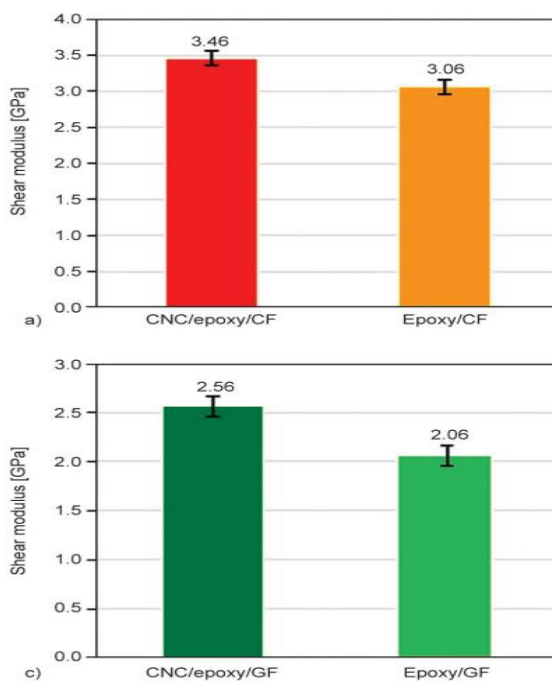 4.0
3.46
3.5
3.06
3.0
2.5
2.0
1.5
1.0
0.5
0.0
Shear modulus [GPa]
a)
CNC/epoxy/CF
Epoxy/CF
3.0
2.56
2.5
2.06
2.0
1.5
1.0
0.5
0.0
Shear modulus [GPa]
c)
CNC/epoxy/GF
Epoxy/GF